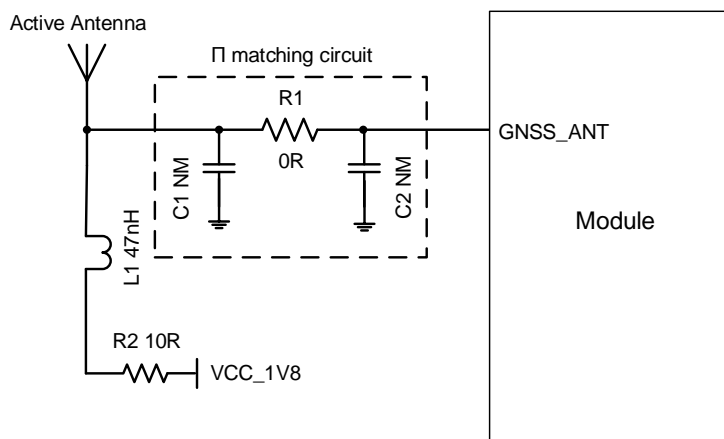 Active Antenna
Π matching circuit
R1
0R
GNSS_ANT
C1 NM
C2 NM
Module
L1 47nH
R2 10R
VCC_1V8